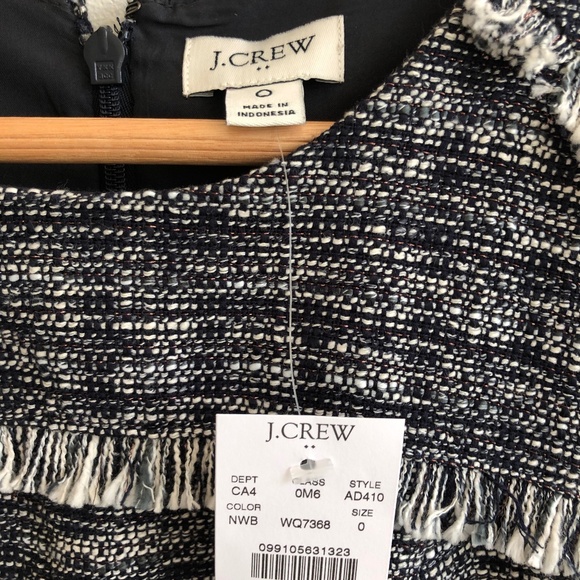 J.CREW
0
MADE IN
INDONESIA
J.CREW
DEPT CLASS STYLE
CA4 0M6 AD410
COLOR SIZE
NWB WQ7368 0
099105631323